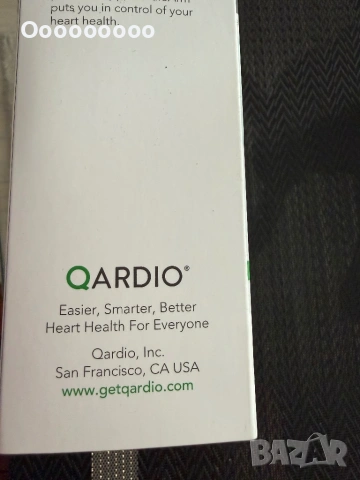 puts you in control of your
heart health.
Oooooooooo
QARDIO®
Easier, Smarter, Better
Heart Health For Everyone
Qardio, Inc.
San Francisco, CA USA
www.getqardio.com
BAZAR